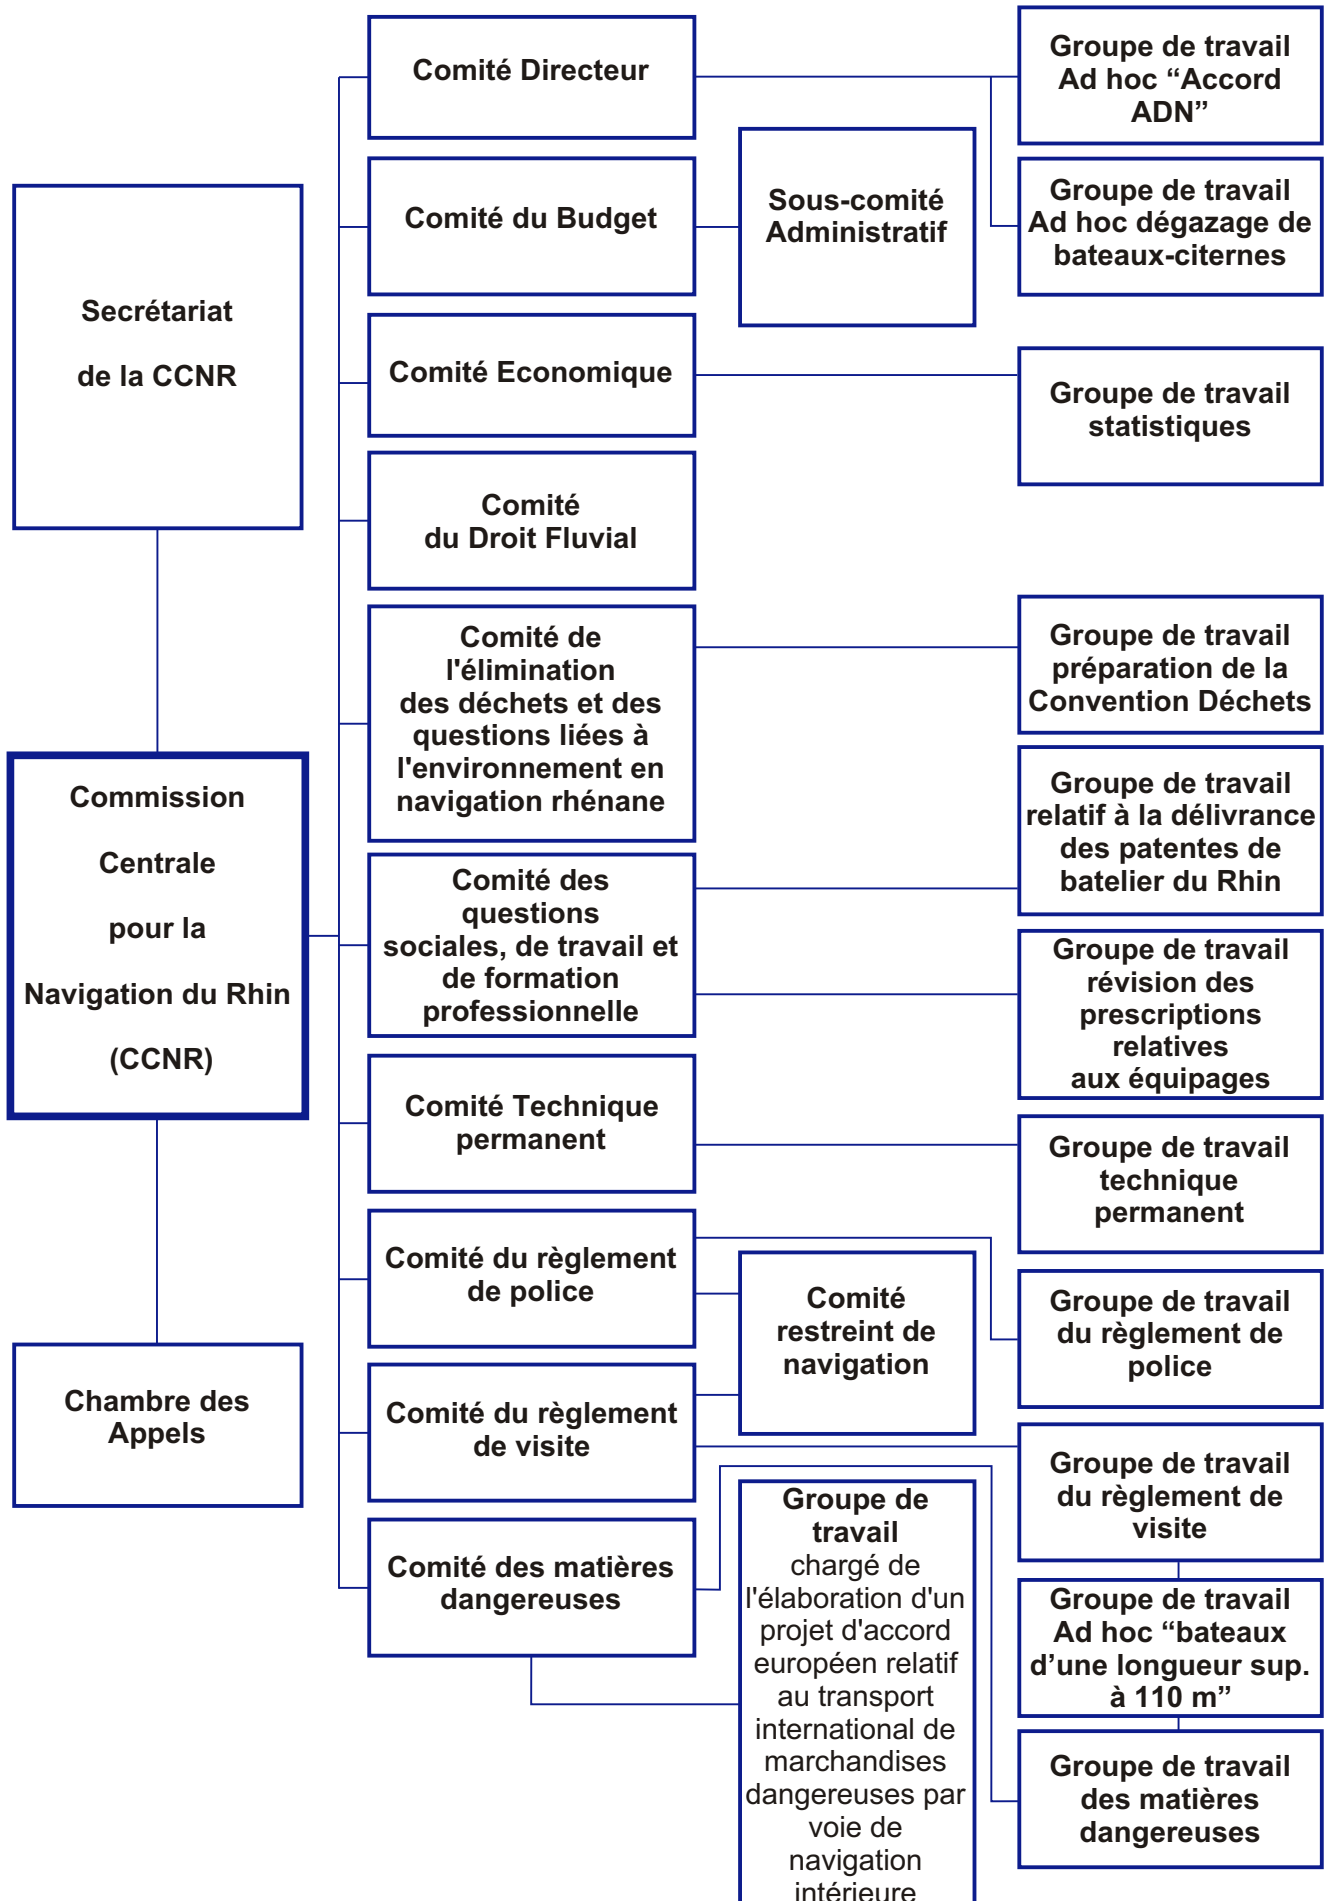 Secrétariat
de la CCNR
Commission
Centrale
pour la
Navigation du Rhin
(CCNR)
Chambre des
Appels
Comité Directeur
Comité du Budget
Comité Economique
Comité
du Droit Fluvial
Comité de
l'élimination
des déchets et des
questions liées à
l'environnement en
navigation rhénane
Comité des
questions
sociales, de travail et
de formation
professionnelle
Comité Technique
permanent
Comité du règlement
de police
Comité du règlement
de visite
Comité des matières
dangereuses
Sous-comité
Administratif
Comité
restreint de
navigation
Groupe de
travail
chargé de
l'élaboration d'un
projet d'accord
européen relatif
au transport
international de
marchandises
dangereuses par
voie de
navigation
intérieure
Groupe de travail
Ad hoc “Accord
ADN”
Groupe de travail
Ad hoc dégazage de
bateaux-citernes
Groupe de travail
statistiques
Groupe de travail
préparation de la
Convention Déchets
Groupe de travail
relatif à la délivrance
des patentes de
batelier du Rhin
Groupe de travail
révision des
prescriptions
relatives
aux équipages
Groupe de travail
technique
permanent
Groupe de travail
du règlement de
police
Groupe de travail
du règlement de
visite
Groupe de travail
Ad hoc “bateaux
d’une longueur sup.
à 110 m”
Groupe de travail
des matières
dangereuses